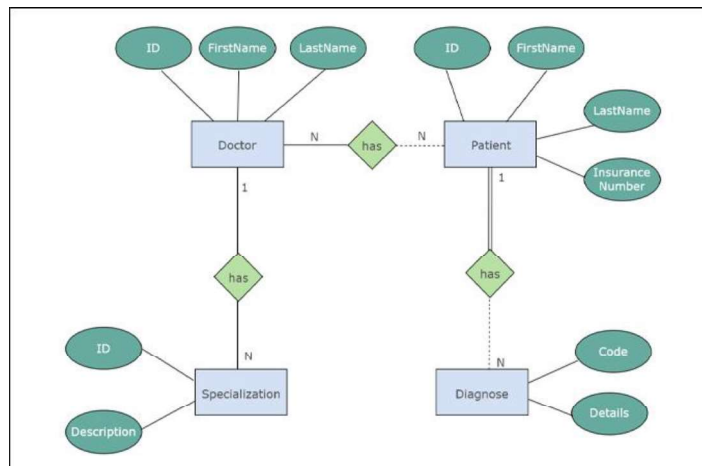 ID
FirstName
LastName
ID
FirstName
LastName
Insurance
Number
Doctor
N
has
N
Patient
1
1
has
has
ID
N
Specialization
Description
N
Diagnose
Code
Details